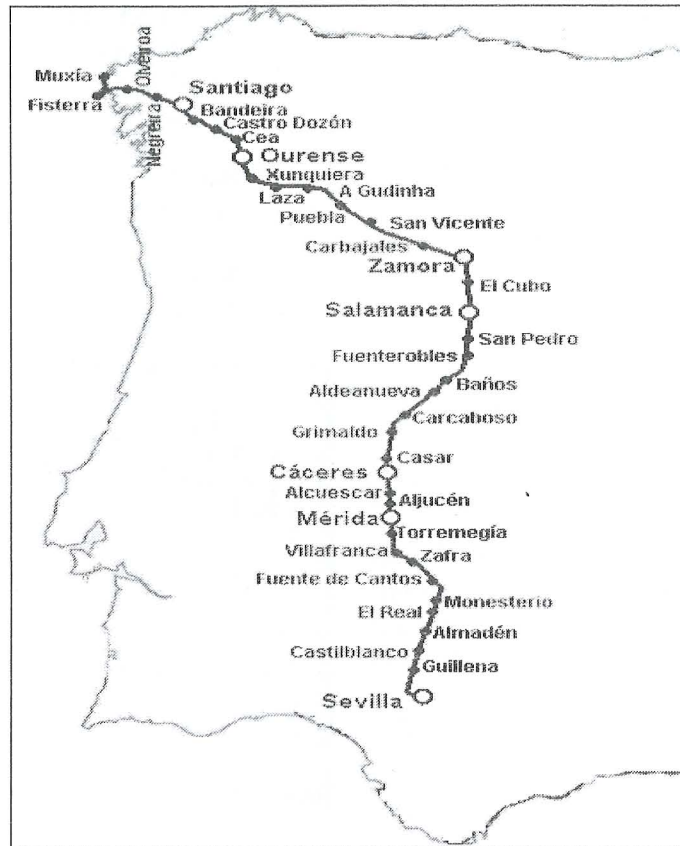 Olveiroa
Muxía
Santiago
Fisterra
Bandeira
Negreira
Castro Dozón
Cea
Ourense
Xunquiera
A Gudinha
Laza
Puebla
San Vicente
Carbajales
Zamora
El Cubo
Salamanca
San Pedro
Fuenterobles
Baños
Aldeanueva
Carcaboso
Grimaldo
Casar
Cáceres
Alcuescar
Aljucén
Mérida
Torremegía
Villafranca
Zafra
Fuente de Cantos
Monesterio
El Real
Almadén
Castilblanco
Guillena
Sevilla